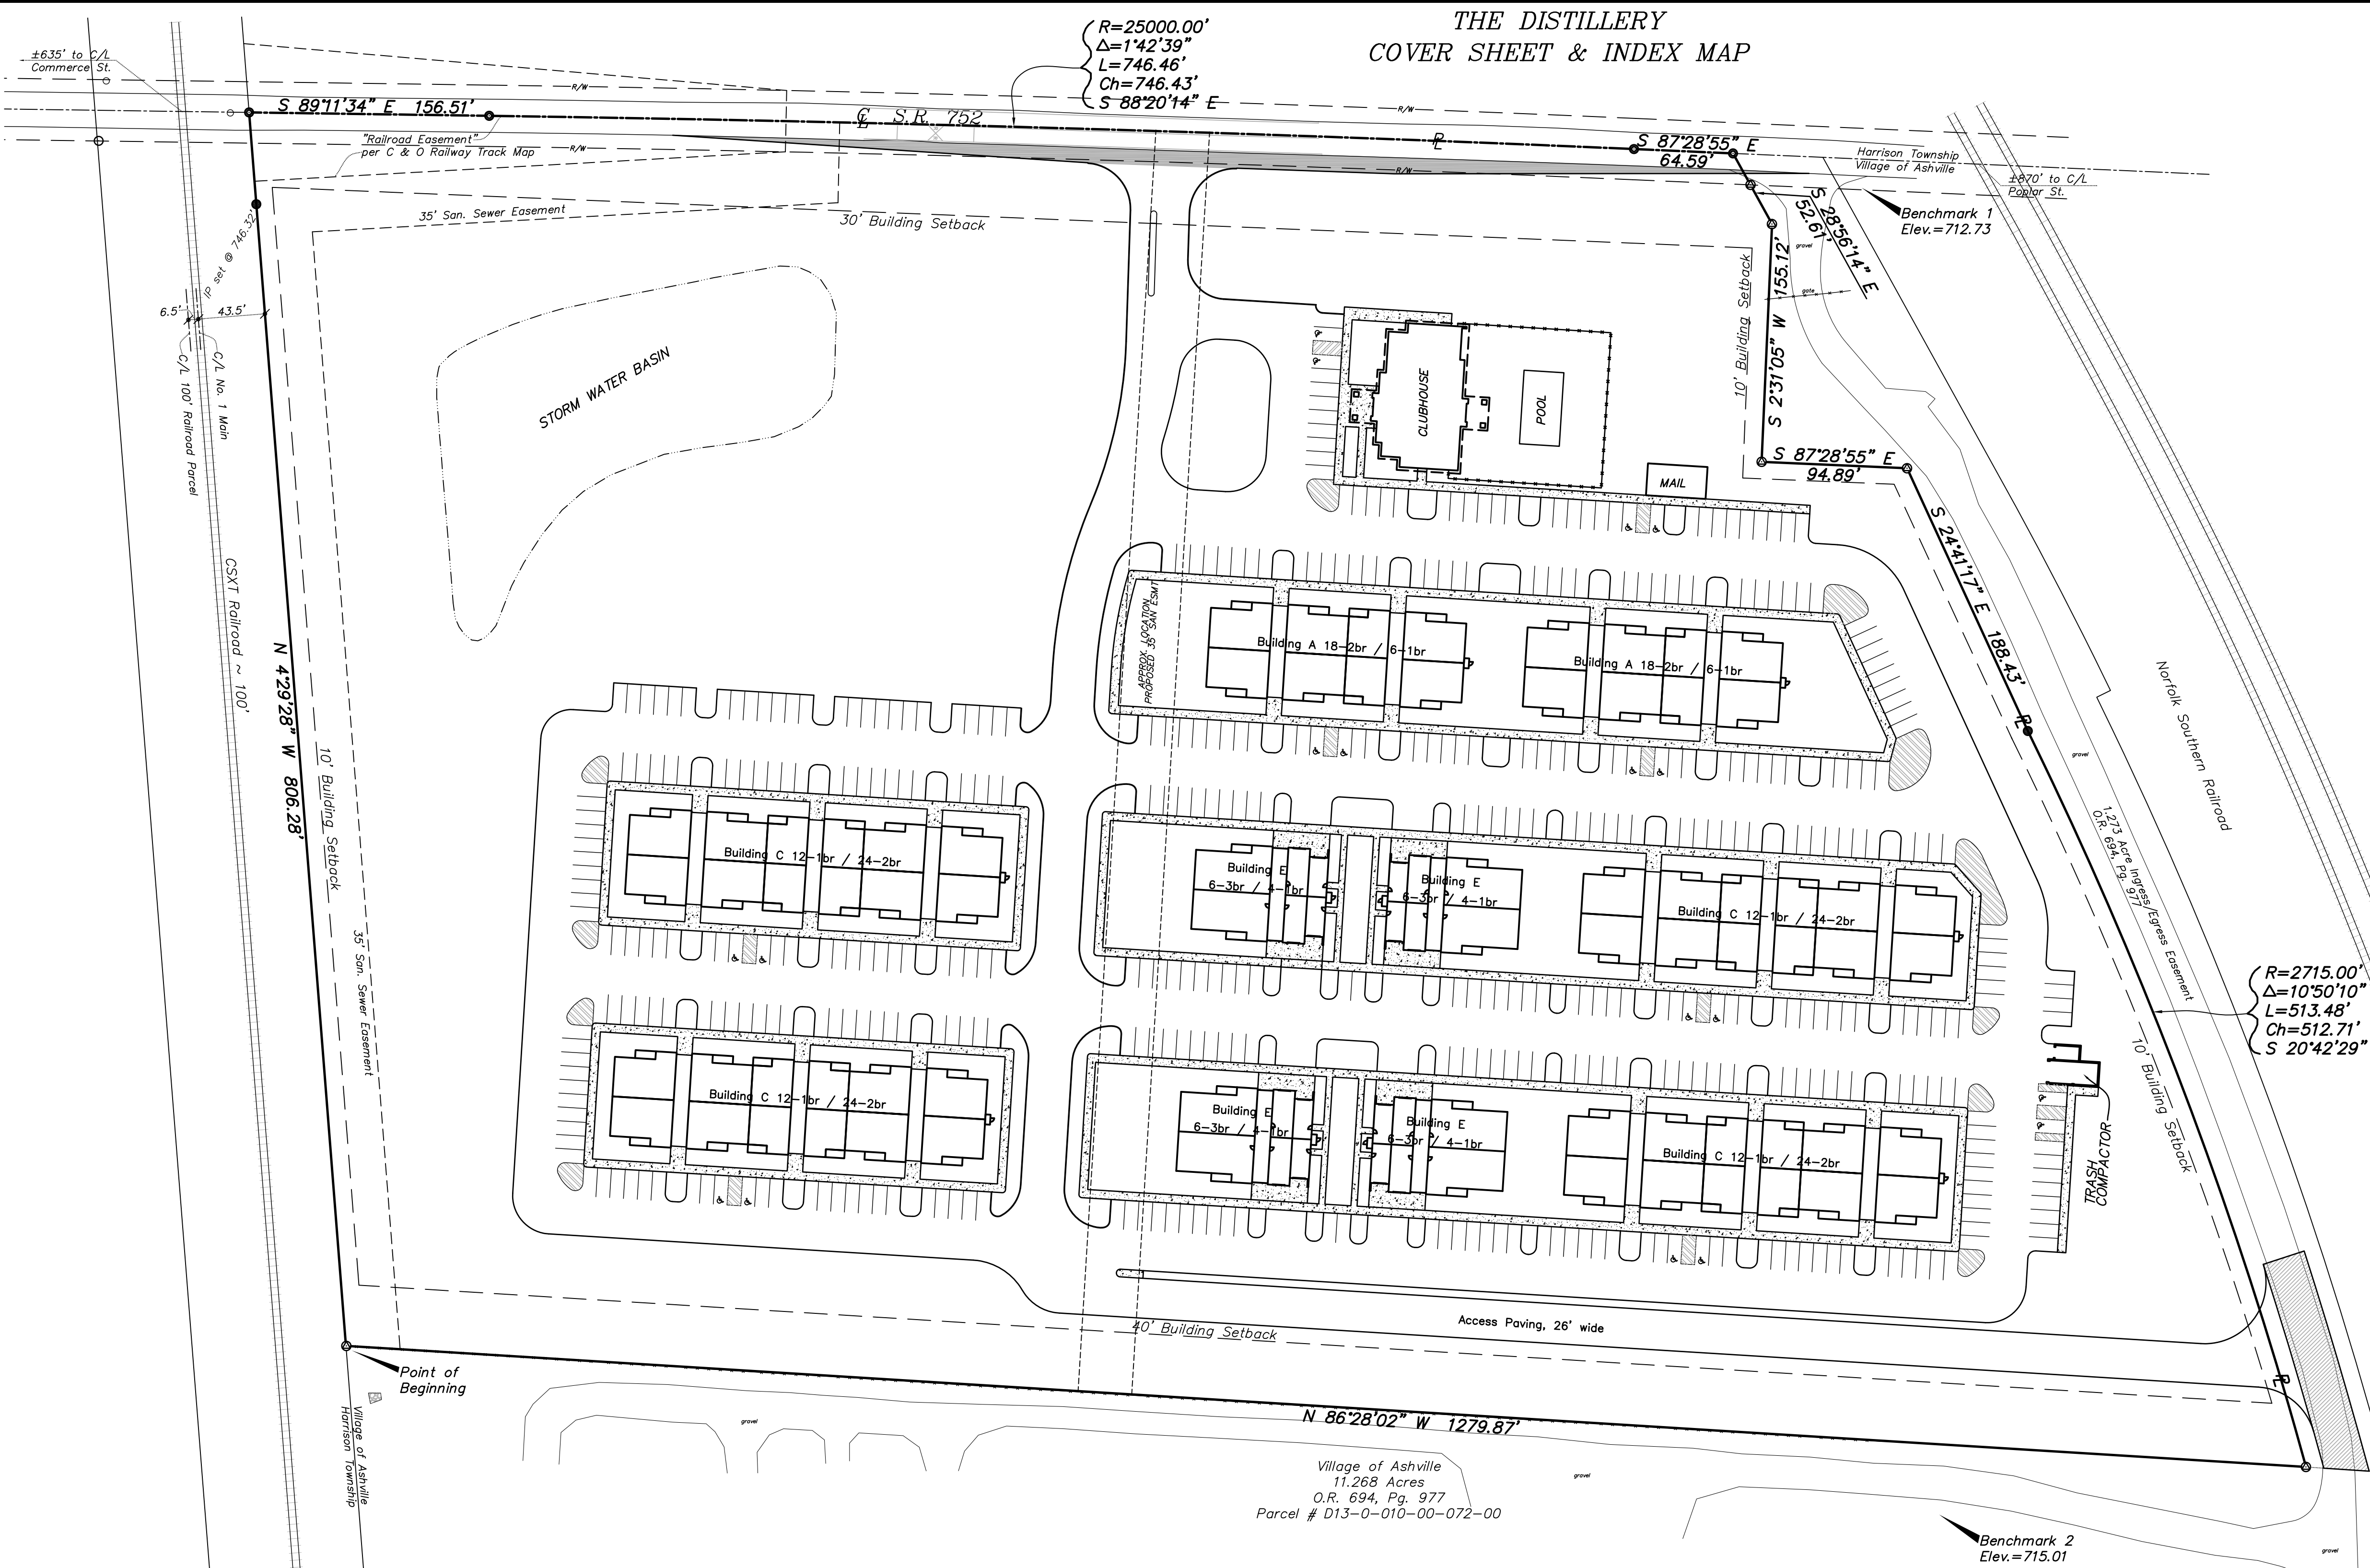 THE DISTILLERY
COVER SHEET & INDEX MAP
R=25000.00'
Δ=1°42'39"
L=746.46'
Ch=746.43'
S 88°20'14" E
±635' to C/L
Commerce St.
R/W
R/W
S 89°11'34" E 156.51'
CL S.R. 752
PL
"Railroad Easement"
per C & O Railway Track Map
R/W
R/W
S 87°28'55" E
64.59'
Harrison Township
Village of Ashville
±870' to C/L
Poplar St.
Benchmark 1
Elev.=712.73
S 28°56'14" E
52.61'
35' San. Sewer Easement
30' Building Setback
IP set @ 746.32'
6.5'
43.5'
C/L No. 1 Main
C/L 100' Railroad Parcel
10' Building Setback
S 2°31'05" W 155.12'
gravel
gate
STORM WATER BASIN
CLUBHOUSE
POOL
MAIL
S 87°28'55" E
94.89'
S 24°41'17" E 188.43'
PL
CSXT Railroad ~ 100'
N 4°29'28" W 806.28'
10' Building Setback
35' San. Sewer Easement
APPROX. LOCATION
PROPOSED 35' SAN ESMT
Building A 18-2br / 6-1br
Building A 18-2br / 6-1br
Norfolk Southern Railroad
gravel
1.273 Acre Ingress/Egress Easement
O.R. 694, Pg. 977
Building C 12-1br / 24-2br
Building E
6-3br / 4-1br
Building E
6-3br / 4-1br
Building C 12-1br / 24-2br
R=2715.00'
Δ=10°50'10"
L=513.48'
Ch=512.71'
S 20°42'29"
10' Building Setback
Building C 12-1br / 24-2br
Building E
6-3br / 4-1br
Building E
6-3br / 4-1br
Building C 12-1br / 24-2br
TRASH
COMPACTOR
Access Paving, 26' wide
40' Building Setback
PL
Point of
Beginning
Village of Ashville
Harrison Township
gravel
N 86°28'02" W 1279.87'
Village of Ashville
11.268 Acres
O.R. 694, Pg. 977
Parcel # D13-0-010-00-072-00
gravel
Benchmark 2
Elev.=715.01
gravel